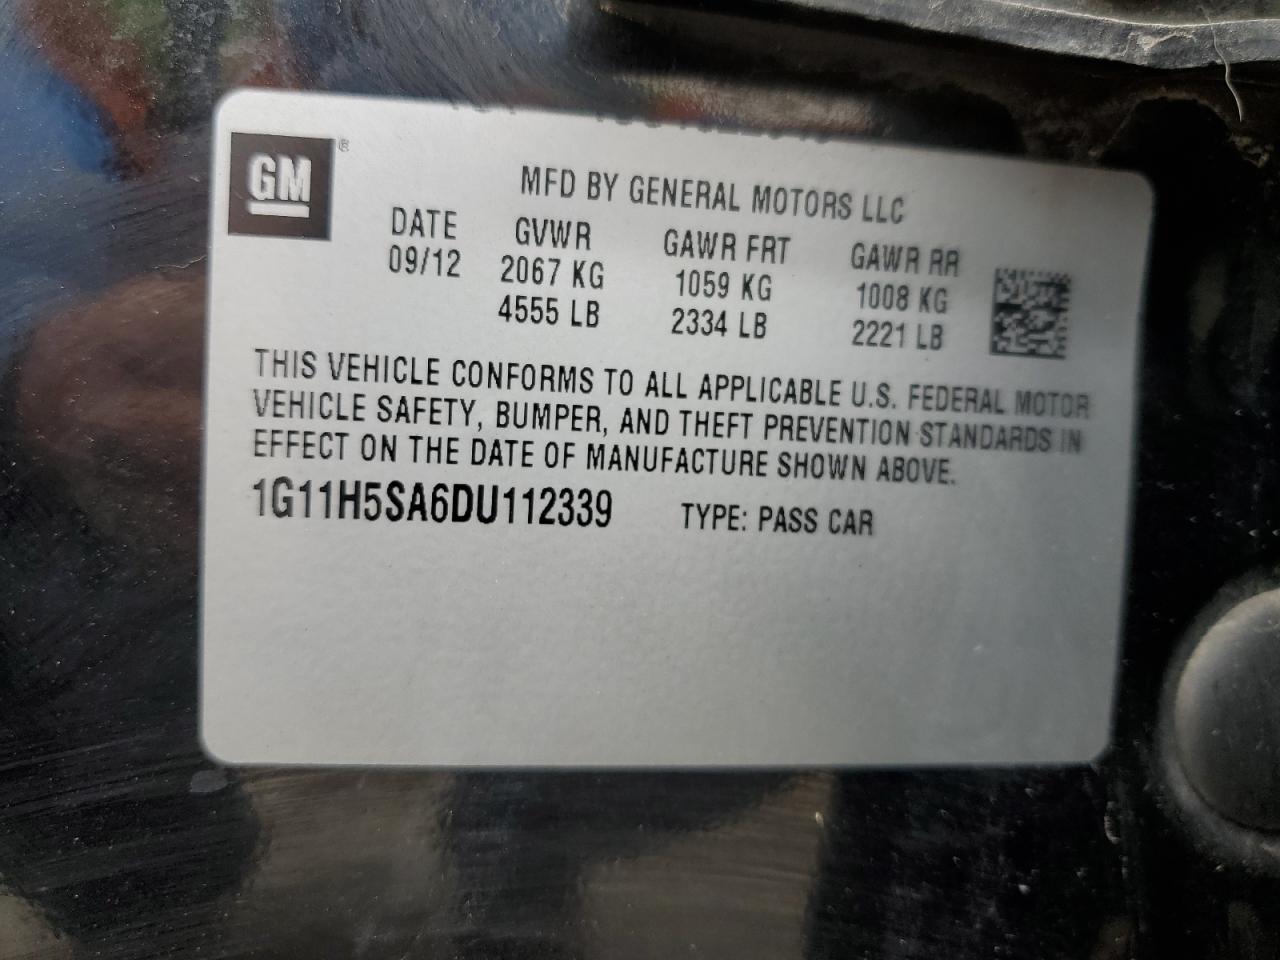 GM ®
MFD BY GENERAL MOTORS LLC
DATE GVWR GAWR FRT GAWR RR
09/12 2067 KG 1059 KG 1008 KG
4555 LB 2334 LB 2221 LB
THIS VEHICLE CONFORMS TO ALL APPLICABLE U.S. FEDERAL MOTOR
VEHICLE SAFETY, BUMPER, AND THEFT PREVENTION STANDARDS IN
EFFECT ON THE DATE OF MANUFACTURE SHOWN ABOVE.
1G11H5SA6DU112339 TYPE: PASS CAR